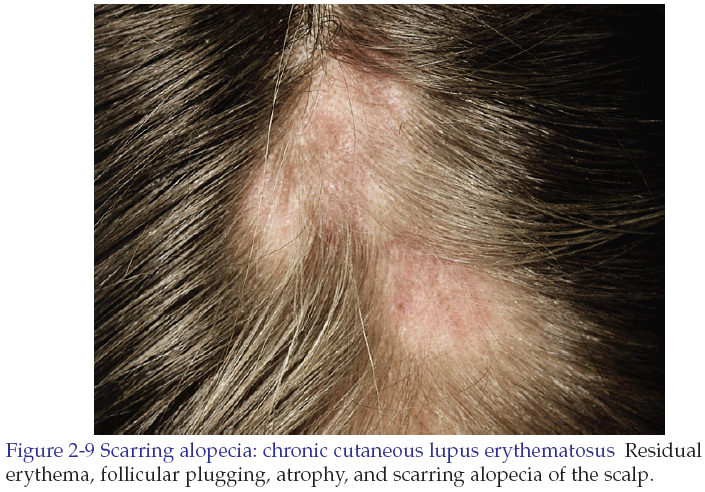 Figure 2-9 Scarring alopecia: chronic cutaneous lupus erythematosus Residual
erythema, follicular plugging, atrophy, and scarring alopecia of the scalp.